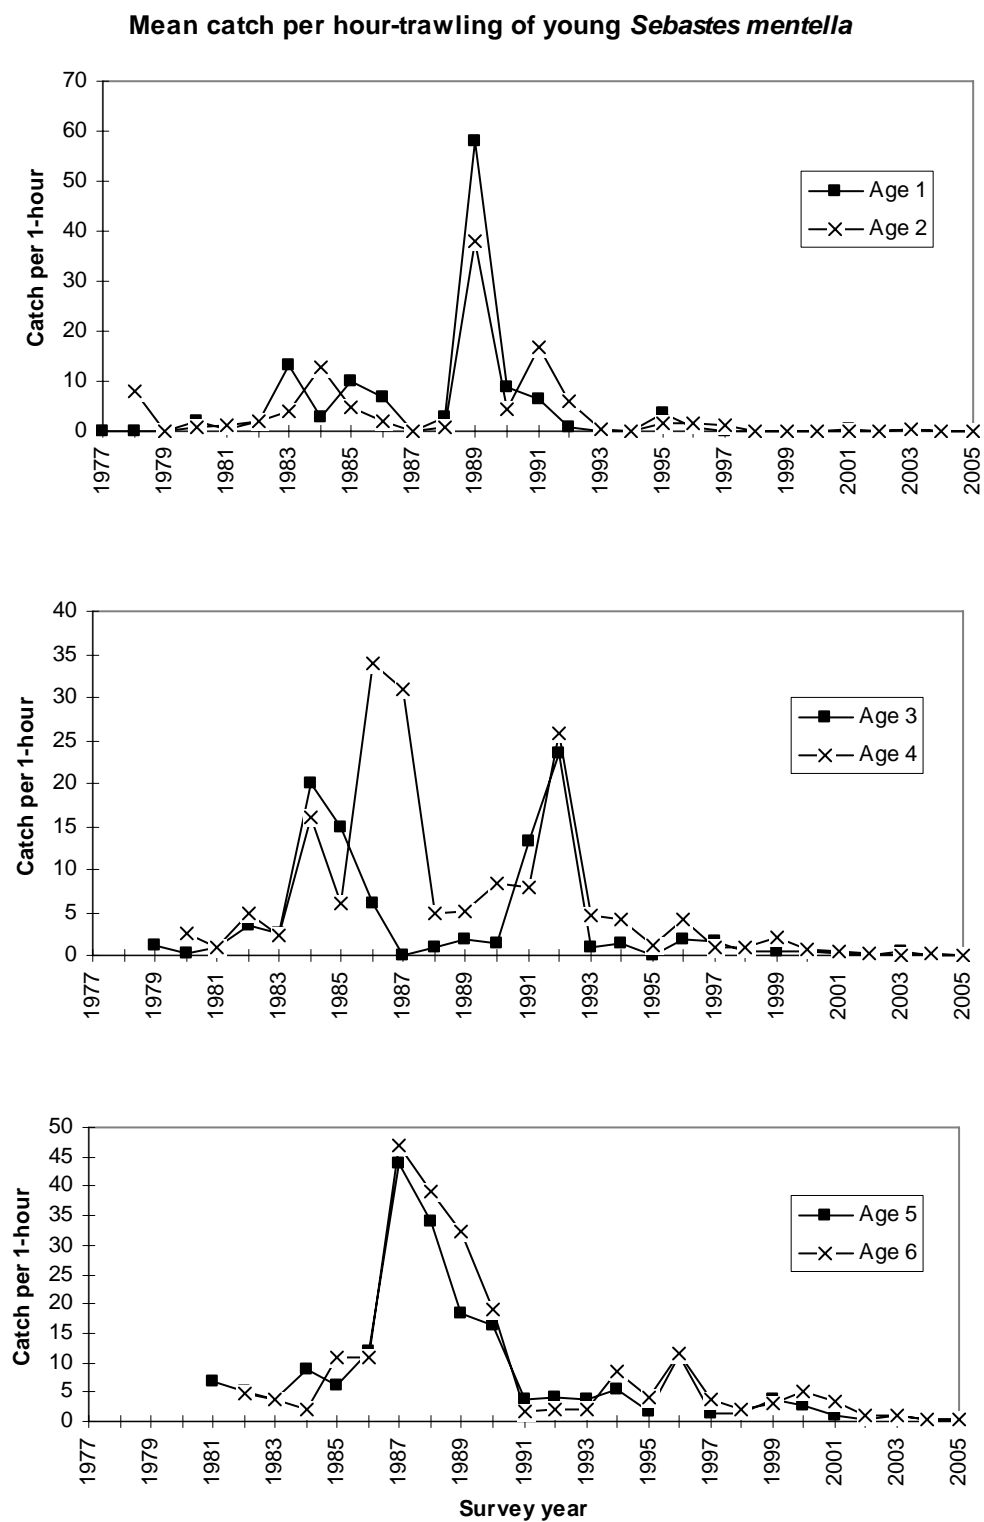 Mean catch per hour-trawling of young Sebastes mentella
Catch per 1-hour
70
60
50
40
30
20
10
0
Age 1
Age 2
1977 1979 1981 1983 1985 1987 1989 1991 1993 1995 1997 1999 2001 2003 2005
Catch per 1-hour
40
35
30
25
20
15
10
5
0
Age 3
Age 4
1977 1979 1981 1983 1985 1987 1989 1991 1993 1995 1997 1999 2001 2003 2005
Catch per 1-hour
50
45
40
35
30
25
20
15
10
5
0
Age 5
Age 6
1977 1979 1981 1983 1985 1987 1989 1991 1993 1995 1997 1999 2001 2003 2005
Survey year